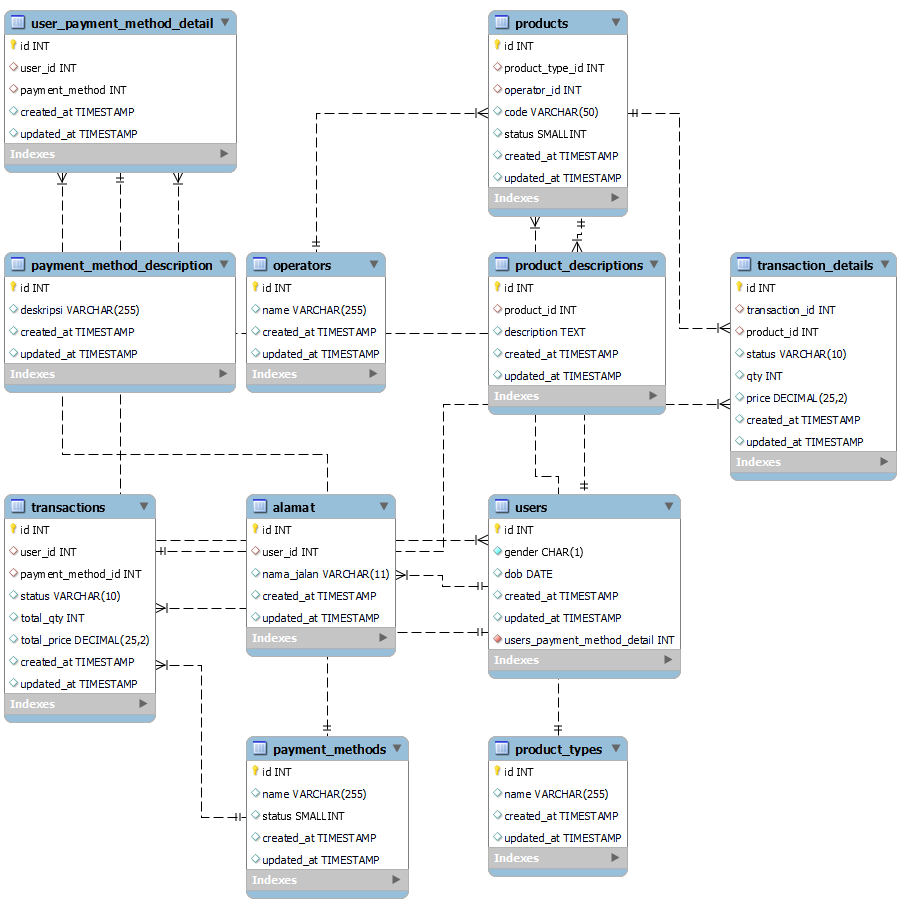 user_payment_method_detail
id INT
user_id INT
payment_method INT
created_at TIMESTAMP
updated_at TIMESTAMP
Indexes
products
id INT
product_type_id INT
operator_id INT
code VARCHAR(50)
status SMALLINT
created_at TIMESTAMP
updated_at TIMESTAMP
Indexes
payment_method_description
id INT
deskripsi VARCHAR(255)
created_at TIMESTAMP
updated_at TIMESTAMP
Indexes
operators
id INT
name VARCHAR(255)
created_at TIMESTAMP
updated_at TIMESTAMP
Indexes
product_descriptions
id INT
product_id INT
description TEXT
created_at TIMESTAMP
updated_at TIMESTAMP
Indexes
transaction_details
id INT
transaction_id INT
product_id INT
status VARCHAR(10)
qty INT
price DECIMAL(25,2)
created_at TIMESTAMP
updated_at TIMESTAMP
Indexes
transactions
id INT
user_id INT
payment_method_id INT
status VARCHAR(10)
total_qty INT
total_price DECIMAL(25,2)
created_at TIMESTAMP
updated_at TIMESTAMP
Indexes
alamat
id INT
user_id INT
nama_jalan VARCHAR(11)
created_at TIMESTAMP
updated_at TIMESTAMP
Indexes
users
id INT
gender CHAR(1)
dob DATE
created_at TIMESTAMP
updated_at TIMESTAMP
users_payment_method_detail INT
Indexes
payment_methods
id INT
name VARCHAR(255)
status SMALLINT
created_at TIMESTAMP
updated_at TIMESTAMP
Indexes
product_types
id INT
name VARCHAR(255)
created_at TIMESTAMP
updated_at TIMESTAMP
Indexes